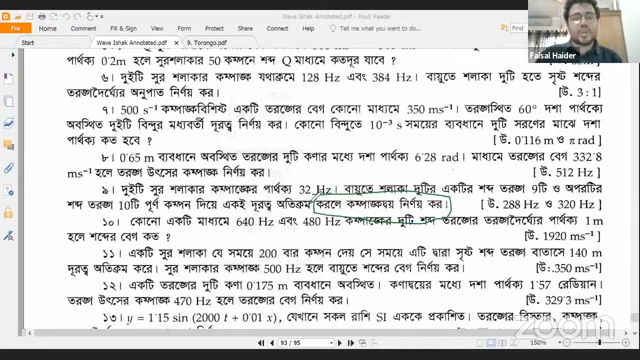 Wave Ishak Annotated.pdf - Foxit Reader
File Home Comment View Form Protect Share Help Tell me what you want to do...
Start Wave Ishak Annotated.pdf 9. Torongo.pdf
Faisal Haider
পার্থক্য 0·2m হলে সুরশলাকার 50 কম্পনে শব্দ Q মাধ্যমে কতদূর যাবে ?
৬। দুইটি সুর শলাকার কম্পাঙ্ক যথাক্রমে 128 Hz এবং 384 Hz। বায়ুতে শলাকা দুটি হতে সৃষ্ট শব্দের
তরঙ্গদৈর্ঘ্যের অনুপাত নির্ণয় কর। [উ. 3 : 1]
৭। 500 s⁻¹ কম্পাঙ্কবিশিষ্ট একটি তরঙ্গের বেগ কোনো মাধ্যমে 350 ms⁻¹। তরঙ্গস্থিত 60° দশা পার্থক্যে
অবস্থিত দুইটি বিন্দুর মধ্যবর্তী দূরত্ব নির্ণয় কর। কোনো বিন্দুতে 10⁻³ s সময়ের ব্যবধানে দুটি সরণের মাঝে দশা
পার্থক্য কত হবে ? [উ. 0·116 m ও π rad]
৮। 0·65 m ব্যবধানে অবস্থিত তরঙ্গের দুটি কণার মধ্যে দশা পার্থক্য 6·28 rad। মাধ্যমে তরঙ্গের বেগ 332·8
ms⁻¹ হলে তরঙ্গ উৎসের কম্পাঙ্ক নির্ণয় কর। [উ. 512 Hz]
৯। দুটি সুর শলাকার কম্পাঙ্কের পার্থক্য 32 Hz। বায়ুতে শলাকা দুটির একটির শব্দ তরঙ্গ 9টি ও অপরটির
শব্দ তরঙ্গ 10টি পূর্ণ কম্পন দিয়ে একই দূরত্ব অতিক্রম করলে কম্পাঙ্কদ্বয় নির্ণয় কর। [উ. 288 Hz ও 320 Hz]
১০। কোনো একটি মাধ্যমে 640 Hz এবং 480 Hz কম্পাঙ্কের দুটি শব্দ তরঙ্গের তরঙ্গদৈর্ঘ্যের পার্থক্য 1m
হলে শব্দের বেগ কত ? [উ. 1920 ms⁻¹]
১১। একটি সুর শলাকা যে সময়ে 200 বার কম্পন দেয় সে সময়ে এটি দ্বারা সৃষ্ট শব্দ তরঙ্গ বাতাসে 140 m
দূরত্ব অতিক্রম করে। সুর শলাকার কম্পাঙ্ক 500 Hz হলে বায়ুতে শব্দের বেগ নির্ণয় কর। [উ:.350 ms⁻¹]
১২। একটি তরঙ্গের দুটি কণা 0·175 m ব্যবধানে অবস্থিত। কণাদ্বয়ের মধ্যে দশা পার্থক্য 1·57 রেডিয়ান।
তরঙ্গ উৎসের কম্পাঙ্ক 470 Hz হলে তরঙ্গের বেগ নির্ণয় কর। [উ. 329·3 ms⁻¹]
১৩। y = 1·15 sin (2000 t + 0·01 x), যেখানে সকল রাশি SI এককে প্রকাশিত। তরঙ্গের বিস্তার, কম্পাঙ্ক
93 / 95
150%
zoom